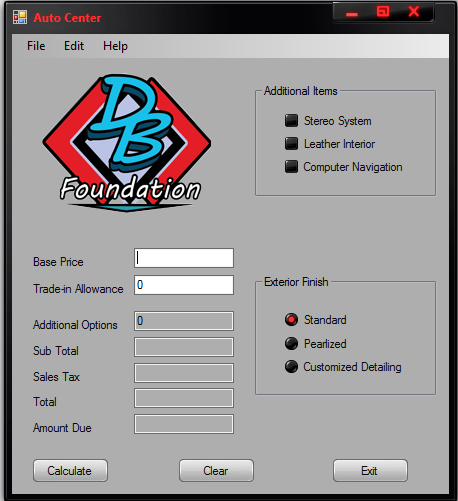 Auto Center
File Edit Help
DB
Foundation
Additional Items
Stereo System
Leather Interior
Computer Navigation
Base Price
Trade-in Allowance 0
Additional Options 0
Sub Total
Sales Tax
Total
Amount Due
Exterior Finish
Standard
Pearlized
Customized Detailing
Calculate Clear Exit